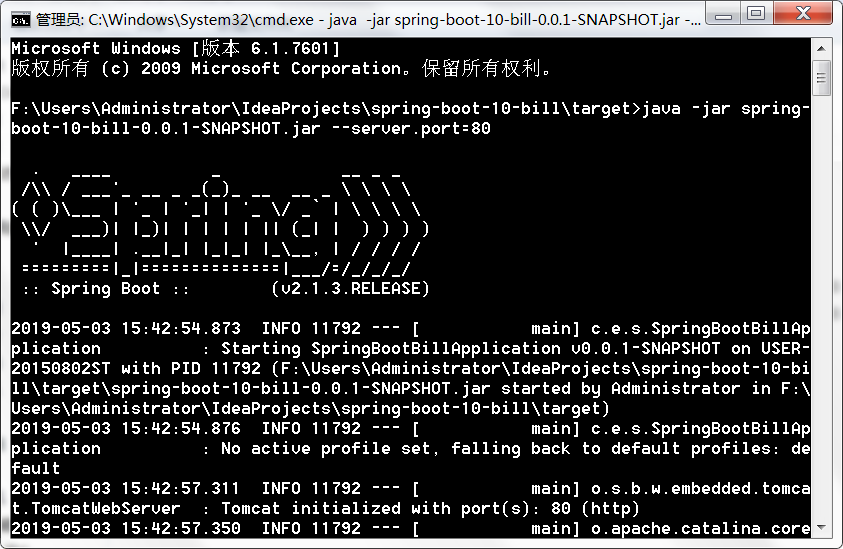 管理员: C:\Windows\System32\cmd.exe - java  -jar spring-boot-10-bill-0.0.1-SNAPSHOT.jar -...
Microsoft Windows [版本 6.1.7601]
版权所有 (c) 2009 Microsoft Corporation。保留所有权利。
F:\Users\Administrator\IdeaProjects\spring-boot-10-bill\target>java -jar spring-
boot-10-bill-0.0.1-SNAPSHOT.jar --server.port=80
  .   ____          _            __ _ _
 /\\ / ___'_ __ _ _(_)_ __  __ _ \ \ \ \
( ( )\___ | '_ | '_| | '_ \/ _` | \ \ \ \
 \\/  ___)| |_)| | | | | || (_| |  ) ) ) )
  '  |____| .__|_| |_|_| |_\__, | / / / /
 =========|_|==============|___/=/_/_/_/
 :: Spring Boot ::        (v2.1.3.RELEASE)
2019-05-03 15:42:54.873  INFO 11792 --- [           main] c.e.s.SpringBootBillAp
plication          : Starting SpringBootBillApplication v0.0.1-SNAPSHOT on USER-
20150802ST with PID 11792 (F:\Users\Administrator\IdeaProjects\spring-boot-10-bi
ll\target\spring-boot-10-bill-0.0.1-SNAPSHOT.jar started by Administrator in F:\
Users\Administrator\IdeaProjects\spring-boot-10-bill\target)
2019-05-03 15:42:54.876  INFO 11792 --- [           main] c.e.s.SpringBootBillAp
plication          : No active profile set, falling back to default profiles: de
fault
2019-05-03 15:42:57.311  INFO 11792 --- [           main] o.s.b.w.embedded.tomca
t.TomcatWebServer  : Tomcat initialized with port(s): 80 (http)
2019-05-03 15:42:57.350  INFO 11792 --- [           main] o.apache.catalina.core